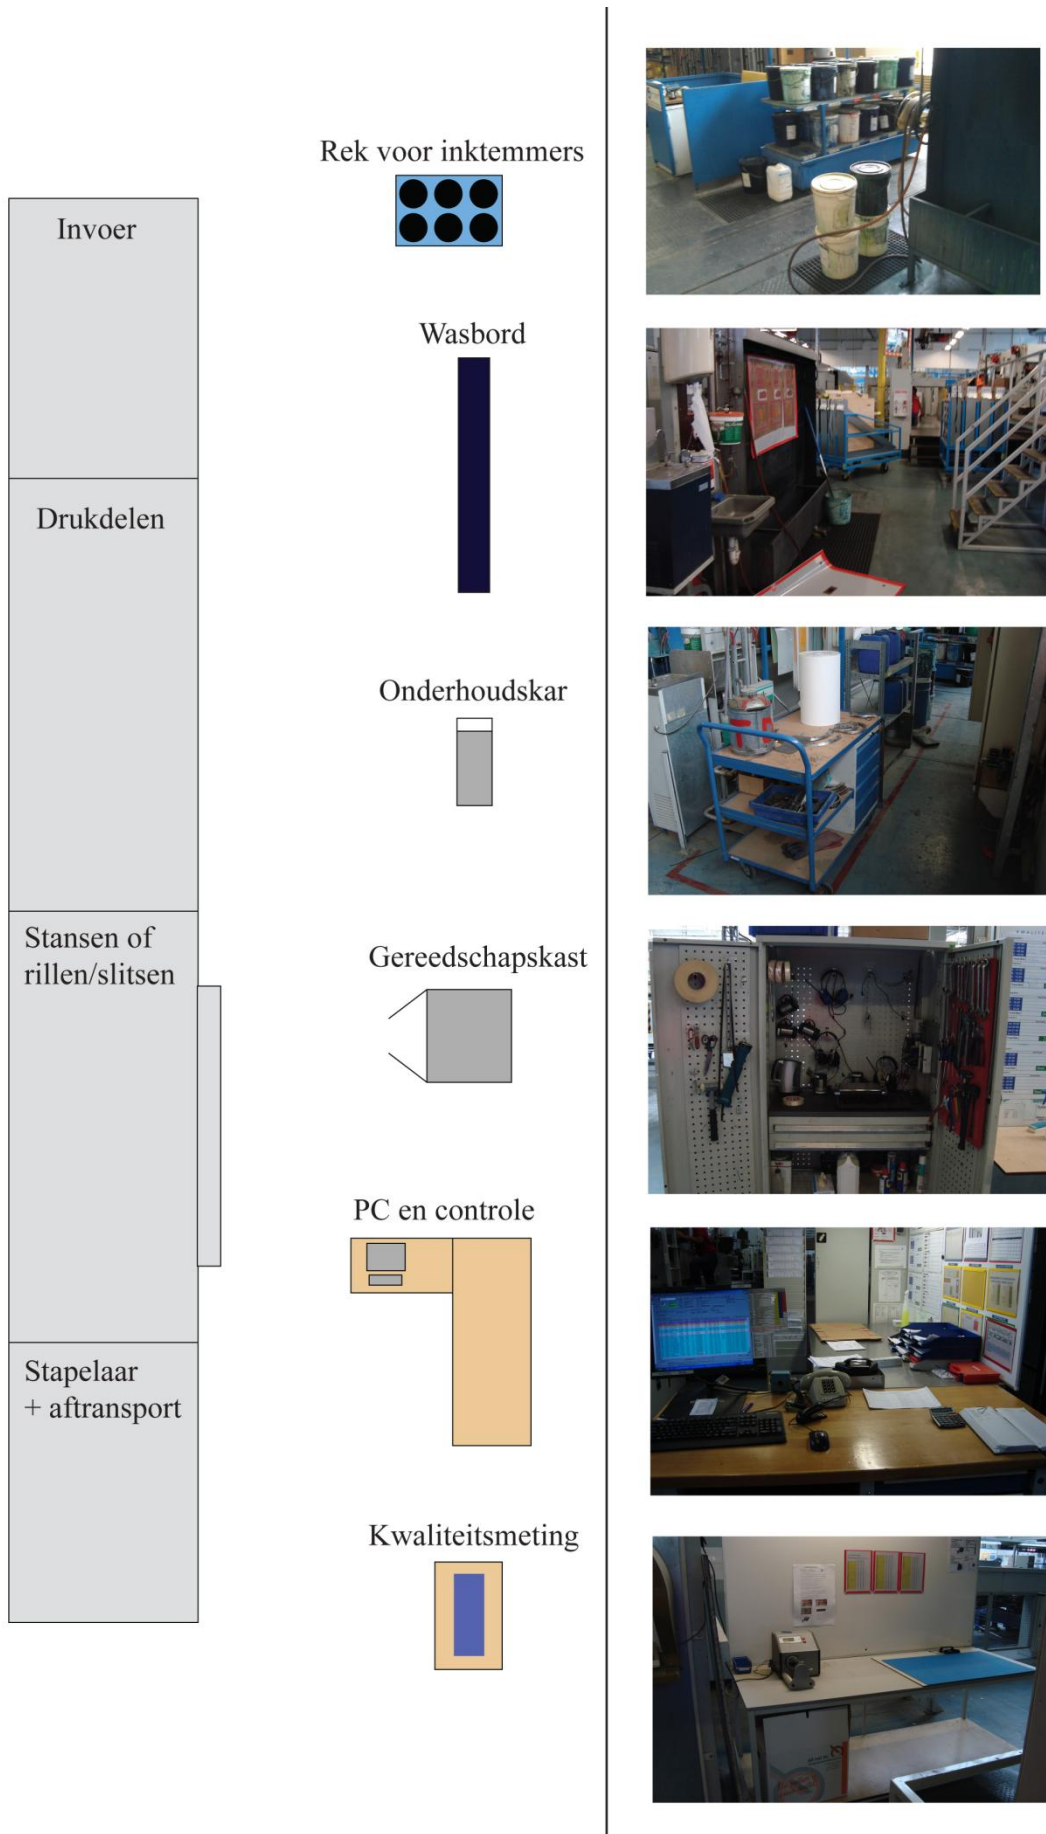 Rek voor inktemmers
Invoer
Wasbord
Drukdelen
Onderhoudskar
Stansen of
rillen/slitsen
Gereedschapskast
PC en controle
Stapelaar
+ aftransport
Kwaliteitsmeting